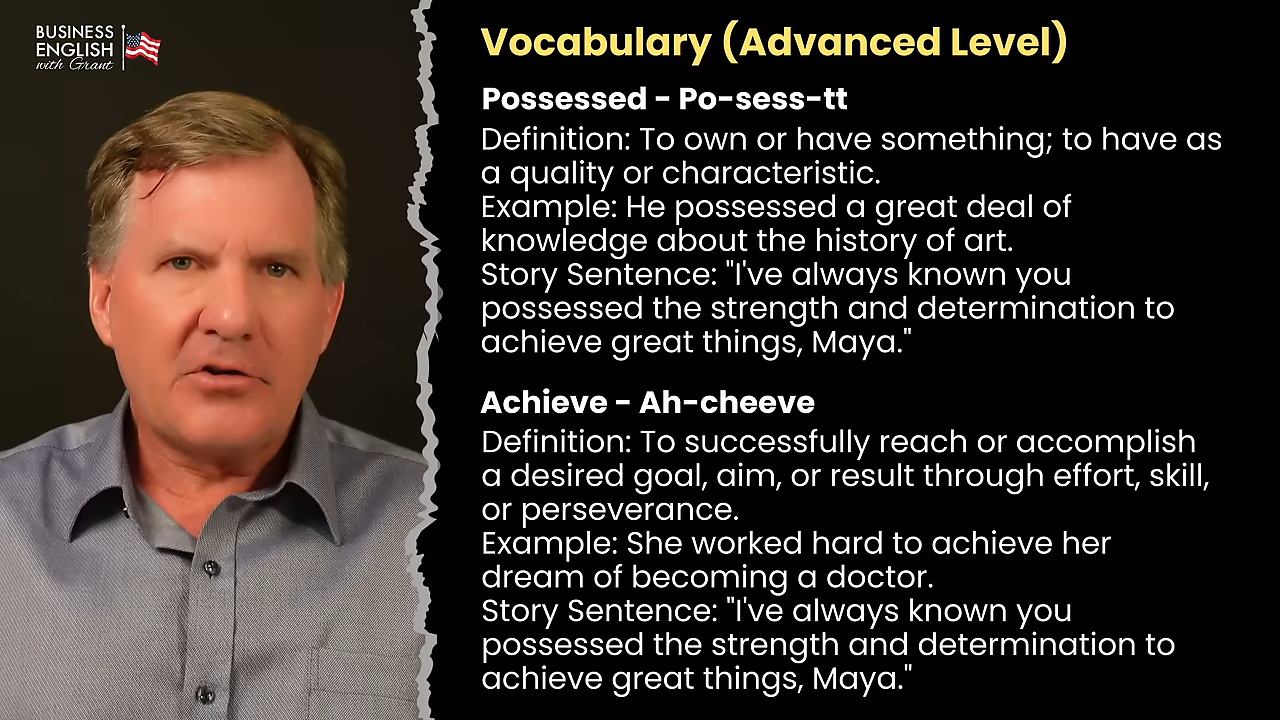 BUSINESS
ENGLISH
with Grant
Vocabulary (Advanced Level)
Possessed - Po-sess-tt
Definition: To own or have something; to have as
a quality or characteristic.
Example: He possessed a great deal of
knowledge about the history of art.
Story Sentence: "I've always known you
possessed the strength and determination to
achieve great things, Maya."
Achieve - Ah-cheeve
Definition: To successfully reach or accomplish
a desired goal, aim, or result through effort, skill,
or perseverance.
Example: She worked hard to achieve her
dream of becoming a doctor.
Story Sentence: "I've always known you
possessed the strength and determination to
achieve great things, Maya."